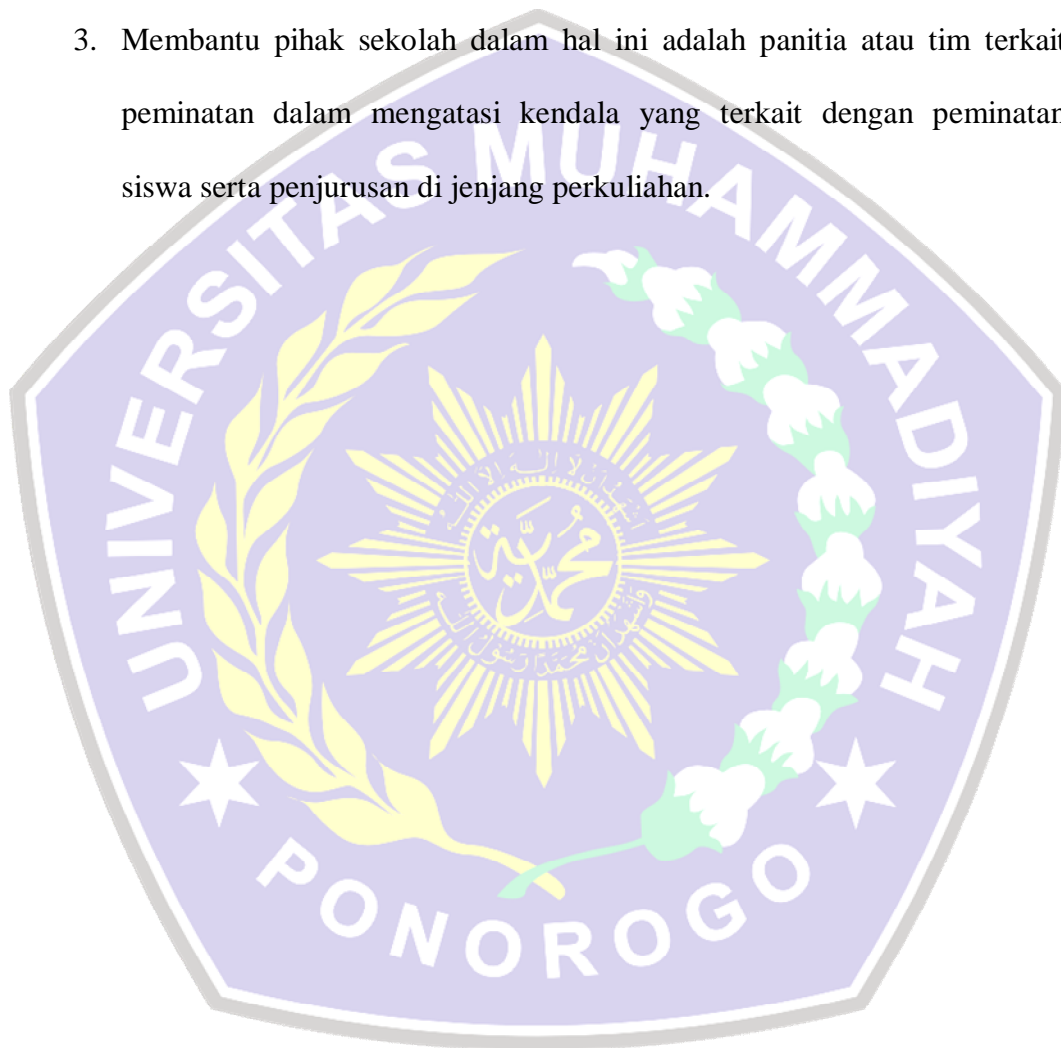 3. Membantu pihak sekolah dalam hal ini adalah panitia atau tim terkait
peminatan dalam mengatasi kendala yang terkait dengan peminatan
siswa serta penjurusan di jenjang perkuliahan.
UNIVERSITAS MUHAMMADIYAH
محمدية
PONOROGO